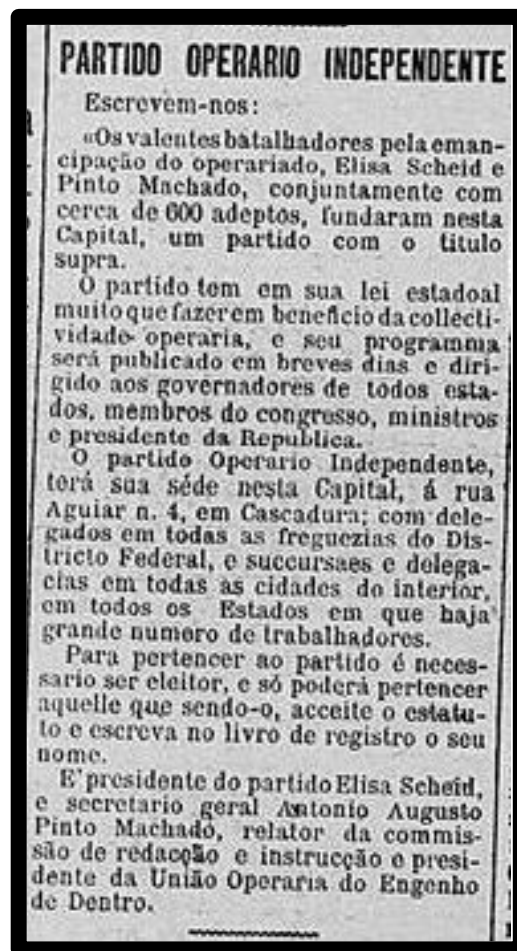 PARTIDO OPERARIO INDEPENDENTE
Escrevem-nos:
«Os valentes batalhadores pela eman-
cipação do operariado, Elisa Scheid e
Pinto Machado, conjuntamente com
cerca de 600 adeptos, fundaram nesta
Capital, um partido com o titulo
supra.
O partido tem em sua lei estadoal
muito que fazer em beneficio da collecti-
vidade operaria, e seu programma
será publicado em breves dias e diri-
gido aos governadores de todos esta-
dos, membros do congresso, ministros
e presidente da Republica.
O partido Operario Independente,
terá sua séde nesta Capital, á rua
Aguiar n. 4, em Cascadura; com dele-
gados em todas as freguezias do Dis-
tricto Federal, e succursaes e delega-
cias em todas as cidades do interior,
em todos os Estados em que haja
grande numero de trabalhadores.
Para pertencer ao partido é neces-
sario ser eleitor, e só poderá pertencer
aquelle que sendo-o, acceite o estatu-
to e escreva no livro de registro o seu
nome.
E' presidente do partido Elisa Scheid,
e secretario geral Antonio Augusto
Pinto Machado, relator da commis-
são de redacção e instrucção e presi-
dente da União Operaria do Engenho
de Dentro.